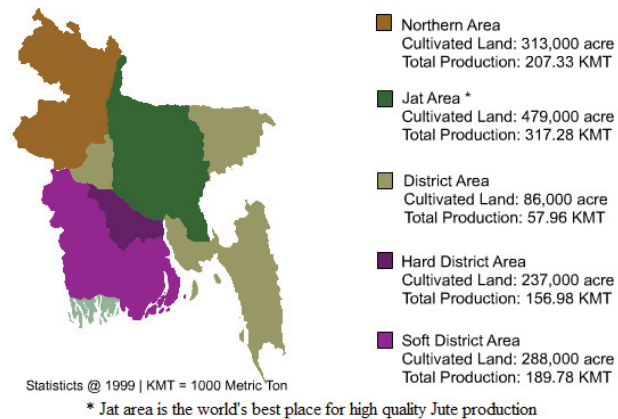 Northern Area
Cultivated Land: 313,000 acre
Total Production: 207.33 KMT
Jat Area *
Cultivated Land: 479,000 acre
Total Production: 317.28 KMT
District Area
Cultivated Land: 86,000 acre
Total Production: 57.96 KMT
Hard District Area
Cultivated Land: 237,000 acre
Total Production: 156.98 KMT
Soft District Area
Cultivated Land: 288,000 acre
Total Production: 189.78 KMT
Statisticts @ 1999 | KMT = 1000 Metric Ton
* Jat area is the world's best place for high quality Jute production